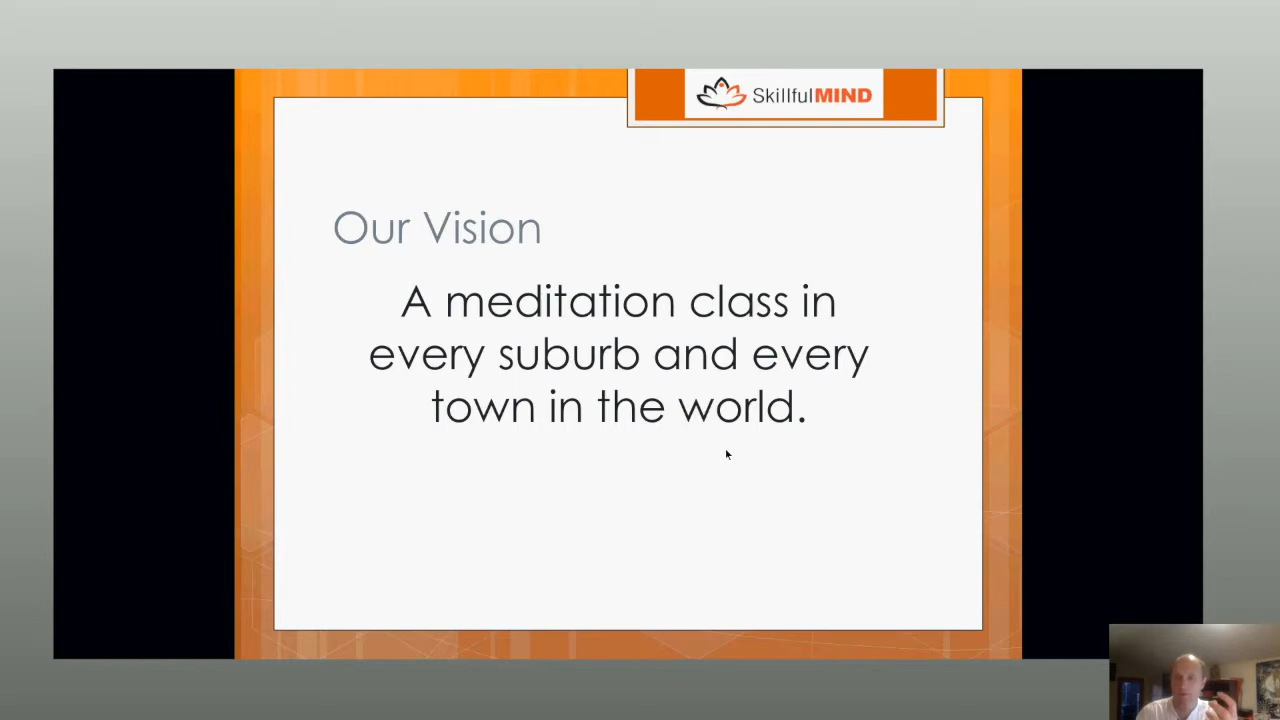 SkillfulMIND
Our Vision
A meditation class in
every suburb and every
town in the world.